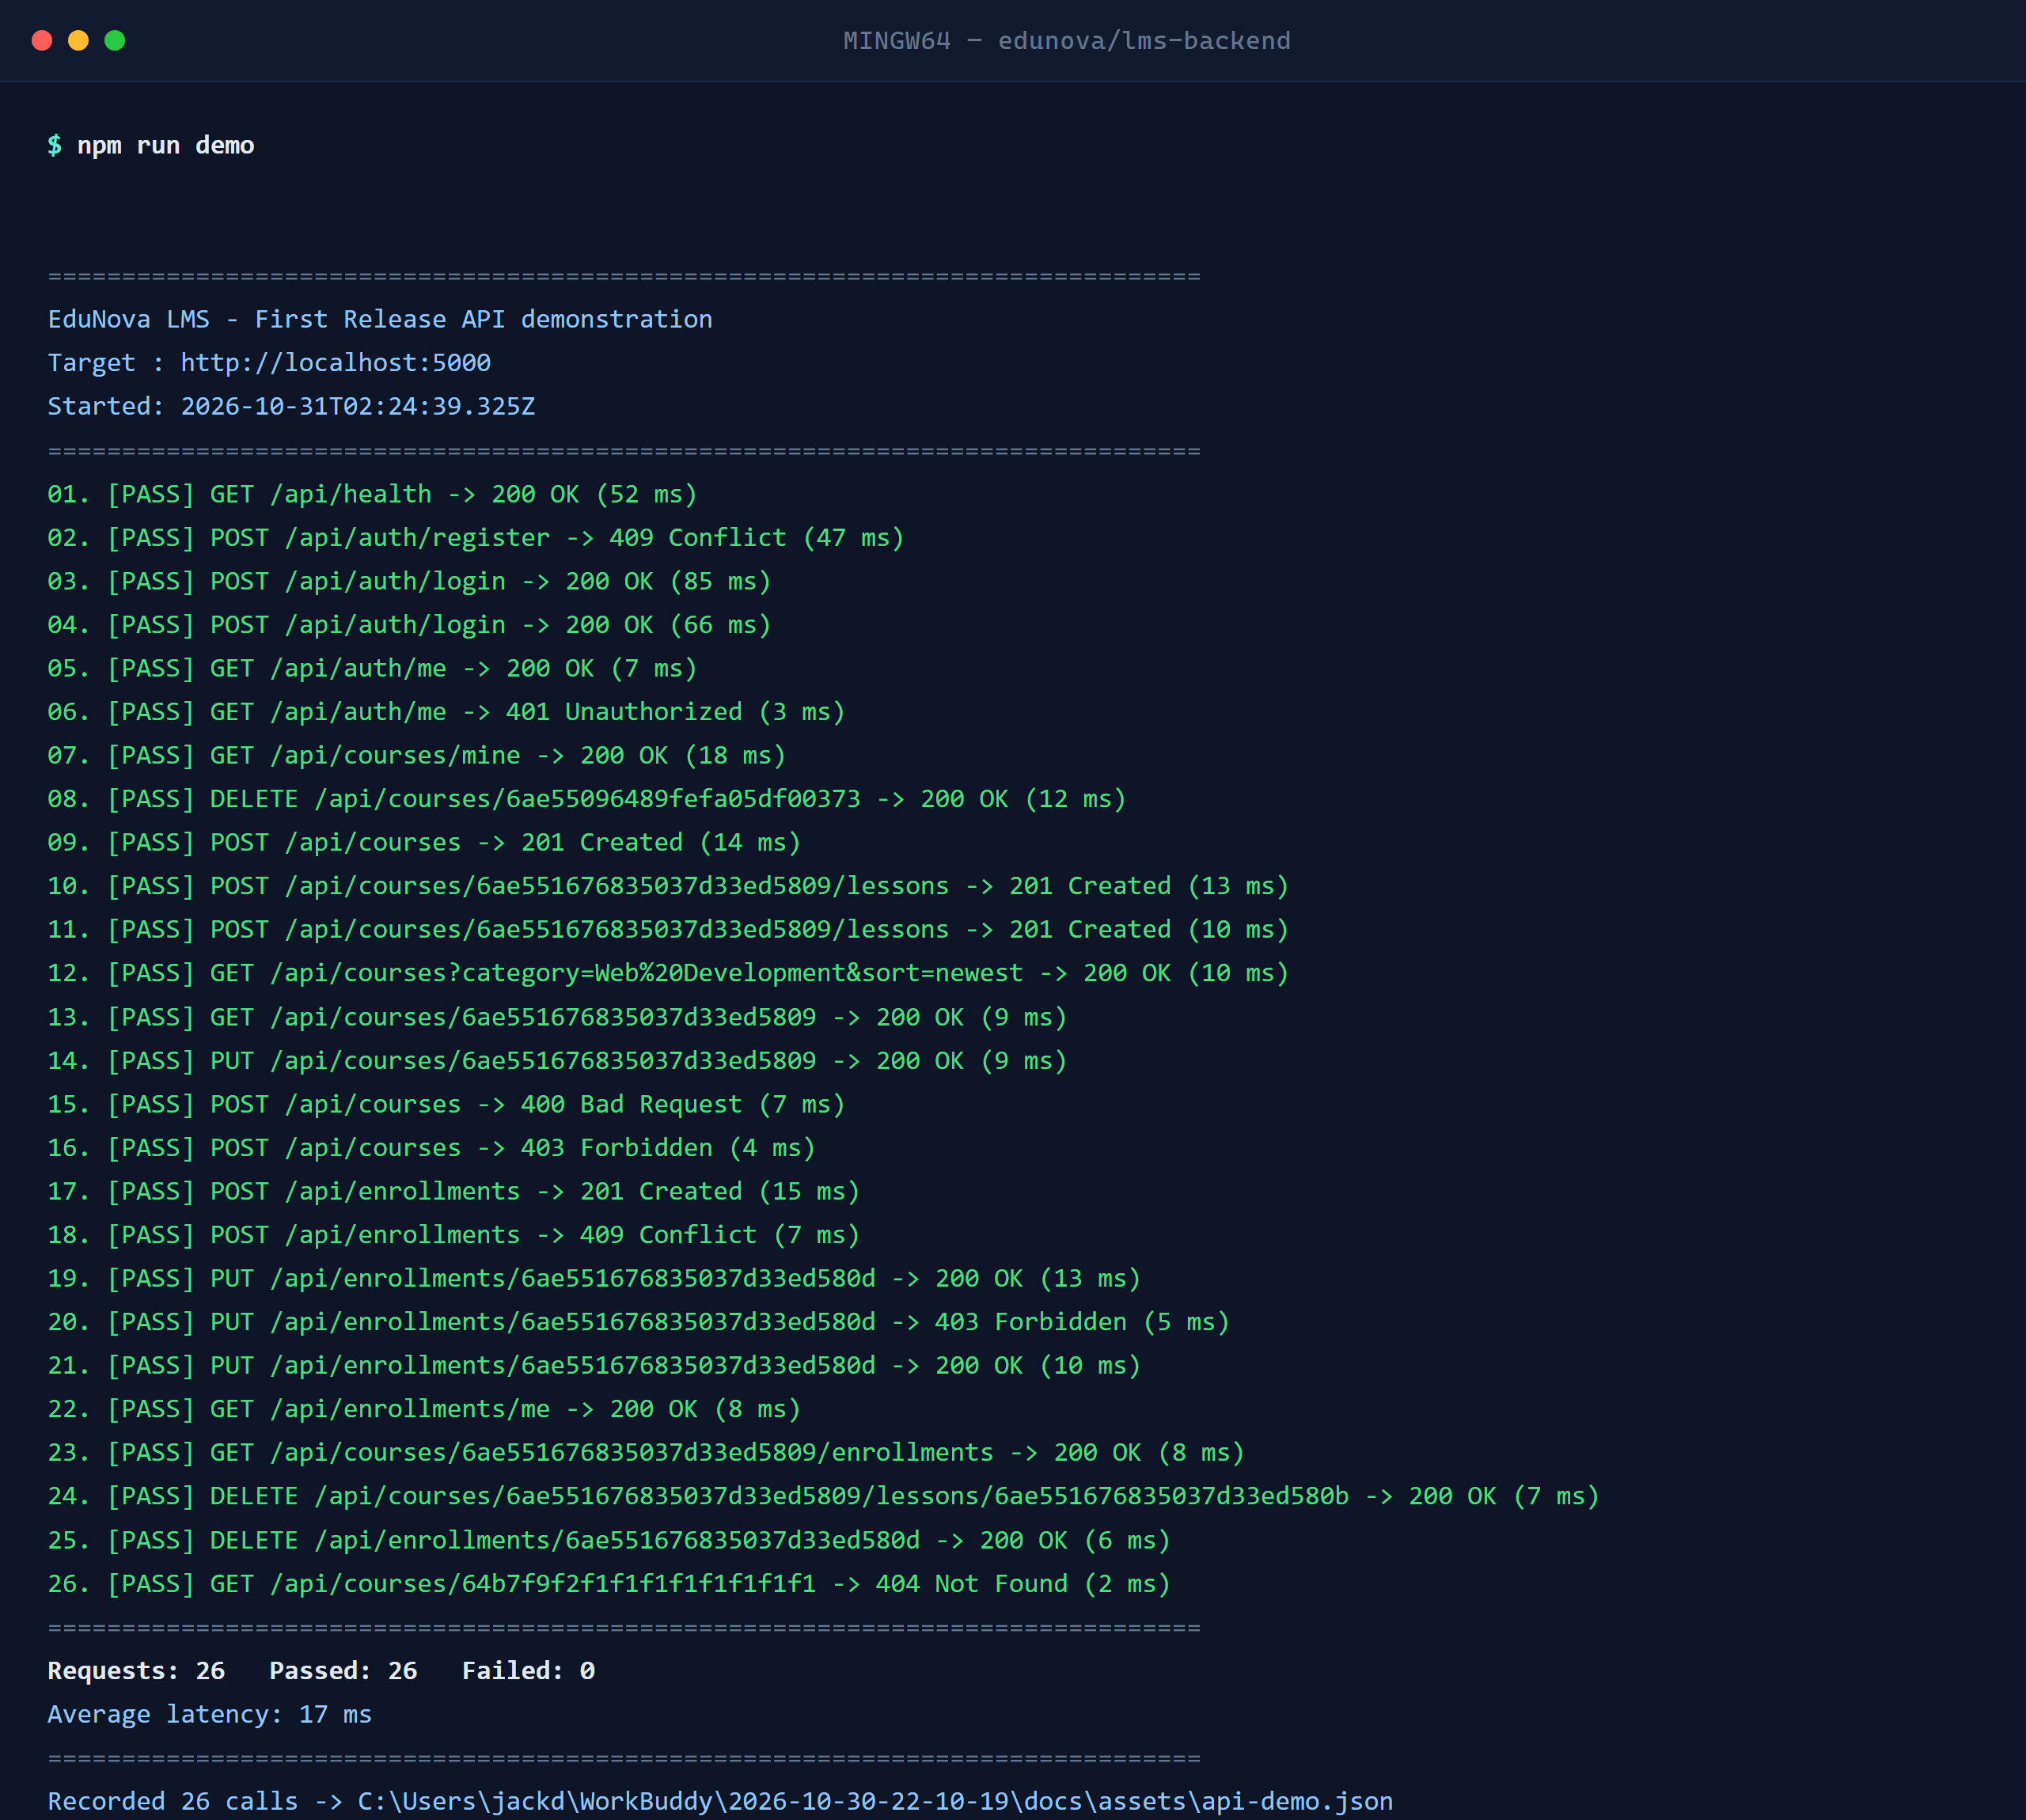 MINGW64 — edunova/lms-backend
$ npm run demo
==============================================================================
EduNova LMS - First Release API demonstration
Target : http://localhost:5000
Started: 2026-10-31T02:24:39.325Z
==============================================================================
01. [PASS] GET /api/health -> 200 OK (52 ms)
02. [PASS] POST /api/auth/register -> 409 Conflict (47 ms)
03. [PASS] POST /api/auth/login -> 200 OK (85 ms)
04. [PASS] POST /api/auth/login -> 200 OK (66 ms)
05. [PASS] GET /api/auth/me -> 200 OK (7 ms)
06. [PASS] GET /api/auth/me -> 401 Unauthorized (3 ms)
07. [PASS] GET /api/courses/mine -> 200 OK (18 ms)
08. [PASS] DELETE /api/courses/6ae55096489fefa05df00373 -> 200 OK (12 ms)
09. [PASS] POST /api/courses -> 201 Created (14 ms)
10. [PASS] POST /api/courses/6ae551676835037d33ed5809/lessons -> 201 Created (13 ms)
11. [PASS] POST /api/courses/6ae551676835037d33ed5809/lessons -> 201 Created (10 ms)
12. [PASS] GET /api/courses?category=Web%20Development&sort=newest -> 200 OK (10 ms)
13. [PASS] GET /api/courses/6ae551676835037d33ed5809 -> 200 OK (9 ms)
14. [PASS] PUT /api/courses/6ae551676835037d33ed5809 -> 200 OK (9 ms)
15. [PASS] POST /api/courses -> 400 Bad Request (7 ms)
16. [PASS] POST /api/courses -> 403 Forbidden (4 ms)
17. [PASS] POST /api/enrollments -> 201 Created (15 ms)
18. [PASS] POST /api/enrollments -> 409 Conflict (7 ms)
19. [PASS] PUT /api/enrollments/6ae551676835037d33ed580d -> 200 OK (13 ms)
20. [PASS] PUT /api/enrollments/6ae551676835037d33ed580d -> 403 Forbidden (5 ms)
21. [PASS] PUT /api/enrollments/6ae551676835037d33ed580d -> 200 OK (10 ms)
22. [PASS] GET /api/enrollments/me -> 200 OK (8 ms)
23. [PASS] GET /api/courses/6ae551676835037d33ed5809/enrollments -> 200 OK (8 ms)
24. [PASS] DELETE /api/courses/6ae551676835037d33ed5809/lessons/6ae551676835037d33ed580b -> 200 OK (7 ms)
25. [PASS] DELETE /api/enrollments/6ae551676835037d33ed580d -> 200 OK (6 ms)
26. [PASS] GET /api/courses/64b7f9f2f1f1f1f1f1f1f1f1 -> 404 Not Found (2 ms)
==============================================================================
Requests: 26   Passed: 26   Failed: 0
Average latency: 17 ms
==============================================================================
Recorded 26 calls -> C:\Users\jackd\WorkBuddy\2026-10-30-22-10-19\docs\assets\api-demo.json